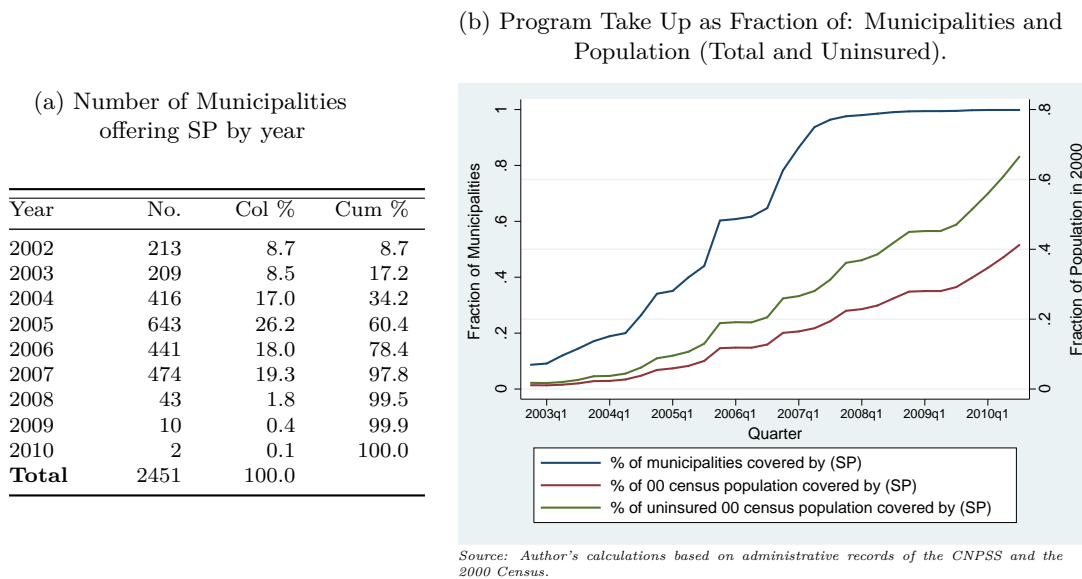 (a) Number of Municipalities
offering SP by year
Year No. Col % Cum %
2002 213 8.7 8.7
2003 209 8.5 17.2
2004 416 17.0 34.2
2005 643 26.2 60.4
2006 441 18.0 78.4
2007 474 19.3 97.8
2008 43 1.8 99.5
2009 10 0.4 99.9
2010 2 0.1 100.0
Total 2451 100.0
(b) Program Take Up as Fraction of: Municipalities and
Population (Total and Uninsured).
Fraction of Municipalities
1
.8
.6
.4
.2
0
.8
.6
.4
.2
0
Fraction of Population in 2000
2003q1 2004q1 2005q1 2006q1 2007q1 2008q1 2009q1 2010q1
Quarter
% of municipalities covered by (SP)
% of 00 census population covered by (SP)
% of uninsured 00 census population covered by (SP)
Source: Author's calculations based on administrative records of the CNPSS and the
2000 Census.